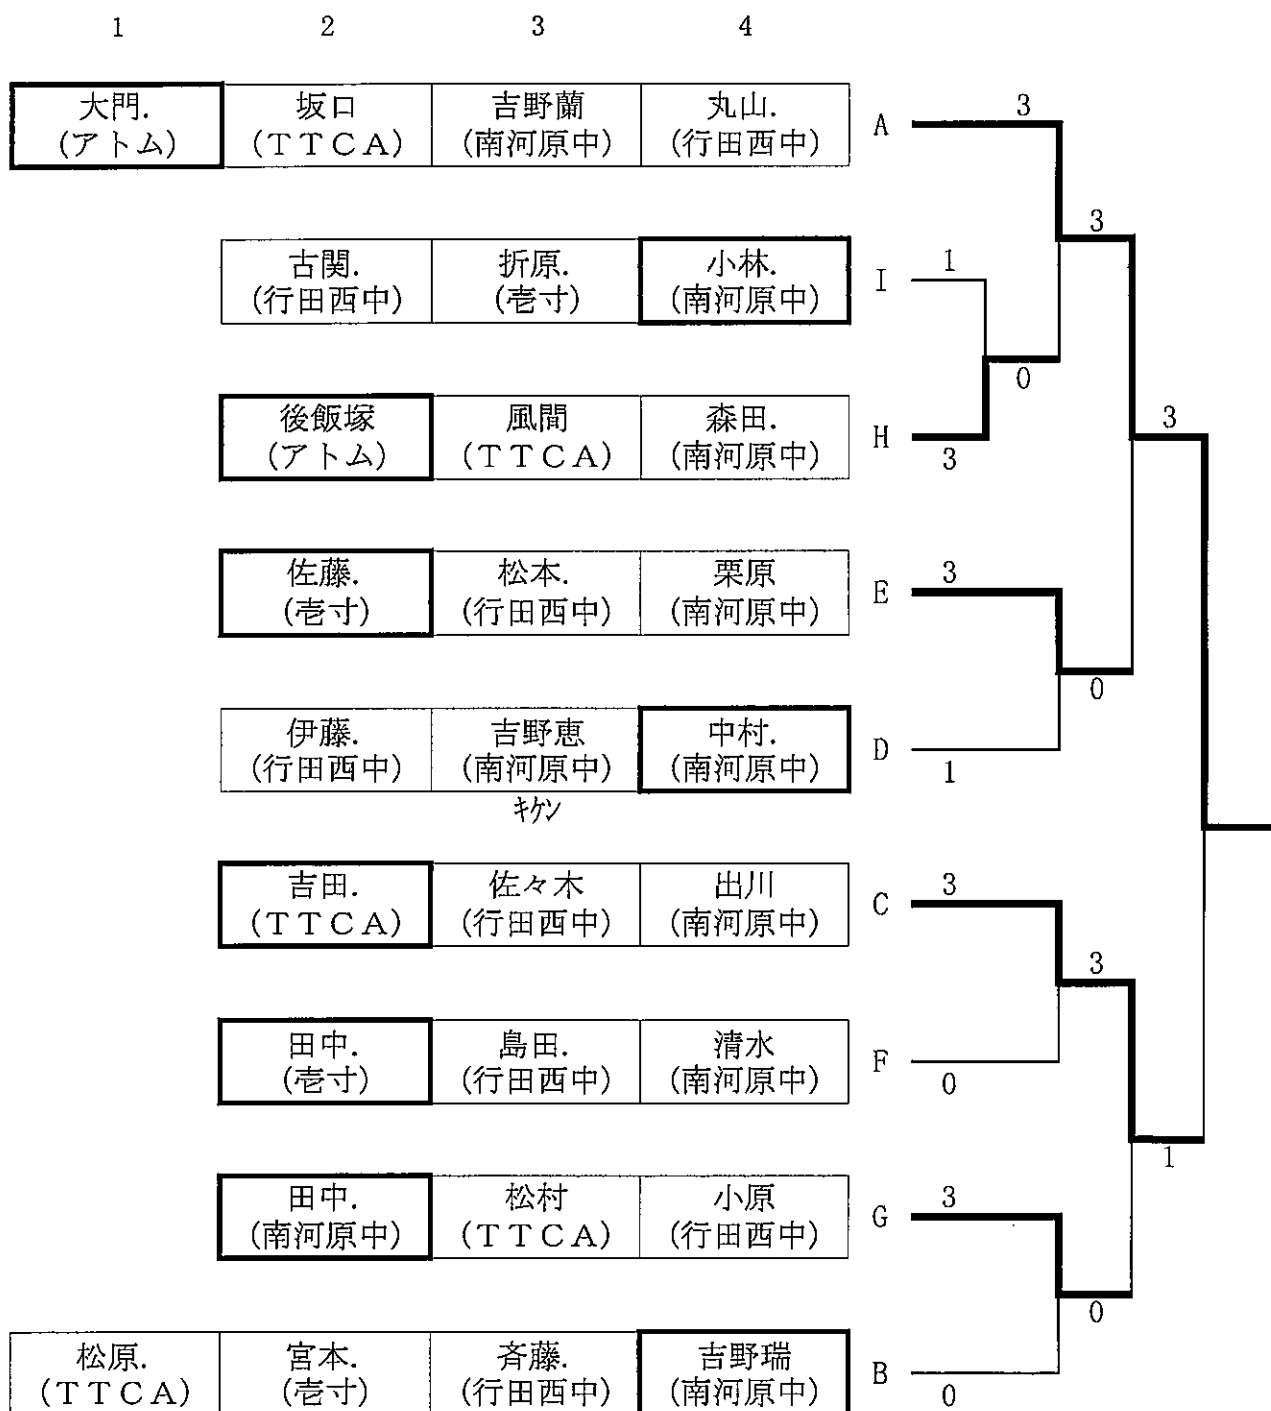 1 2 3 4
大門. 坂口 吉野蘭 丸山.
(アトム) (TTCA) (南河原中) (行田西中) A 3
3
古関. 折原. 小林. 1
(行田西中) (壱寸) (南河原中) I
0
後飯塚 風間 森田. 3
(アトム) (TTCA) (南河原中) H 3
佐藤. 松本. 栗原 3
(壱寸) (行田西中) (南河原中) E
0
伊藤. 吉野恵 中村.
(行田西中) (南河原中) (南河原中) D 1
キケン
吉田. 佐々木 出川 3
(TTCA) (行田西中) (南河原中) C
3
田中. 島田. 清水
(壱寸) (行田西中) (南河原中) F 0
1
田中. 松村 小原 3
(南河原中) (TTCA) (行田西中) G
0
松原. 宮本. 斉藤. 吉野瑞
(TTCA) (壱寸) (行田西中) (南河原中) B 0